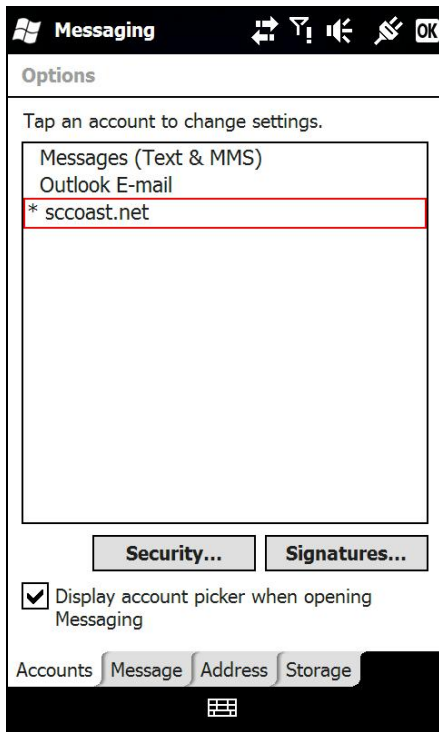 Messaging OK
Options
Tap an account to change settings.
Messages (Text & MMS)
Outlook E-mail
* sccoast.net
Security... Signatures...
Display account picker when opening
Messaging
Accounts Message Address Storage